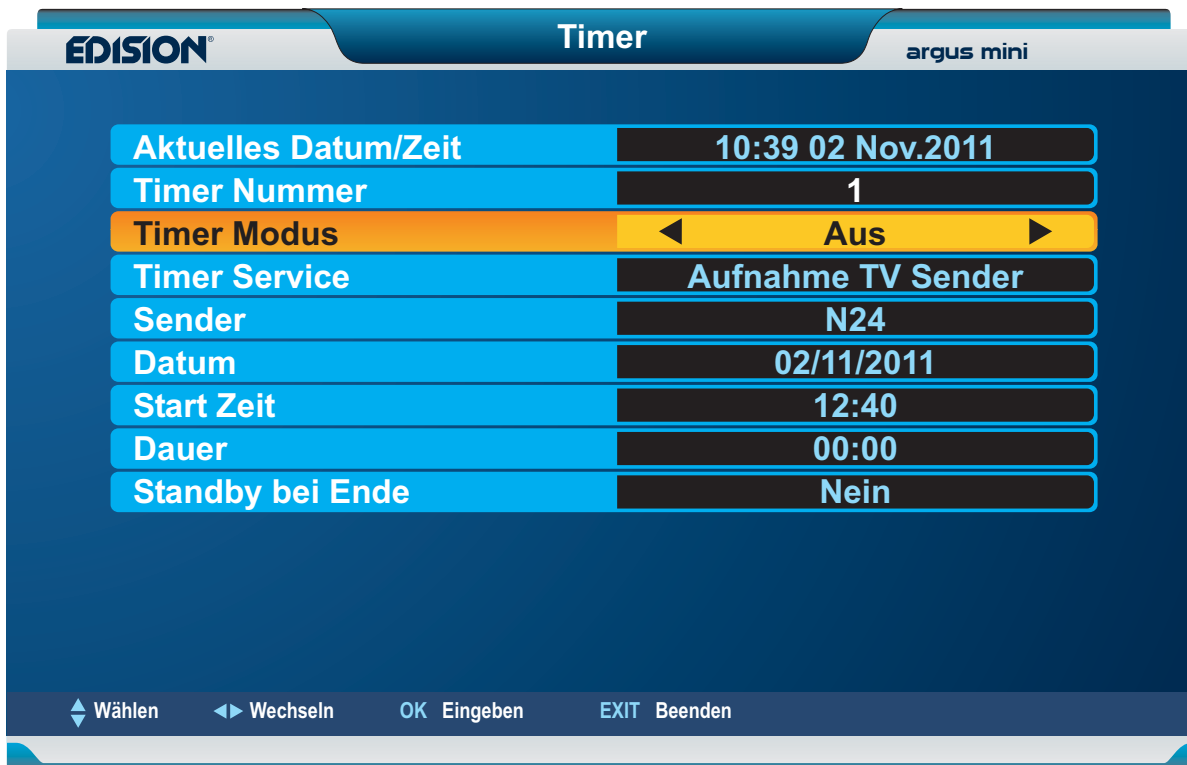 Timer
EDISION®
argus mini
Aktuelles Datum/Zeit 10:39 02 Nov.2011
Timer Nummer 1
Timer Modus Aus
Timer Service Aufnahme TV Sender
Sender N24
Datum 02/11/2011
Start Zeit 12:40
Dauer 00:00
Standby bei Ende Nein
Wählen Wechseln OK Eingeben EXIT Beenden